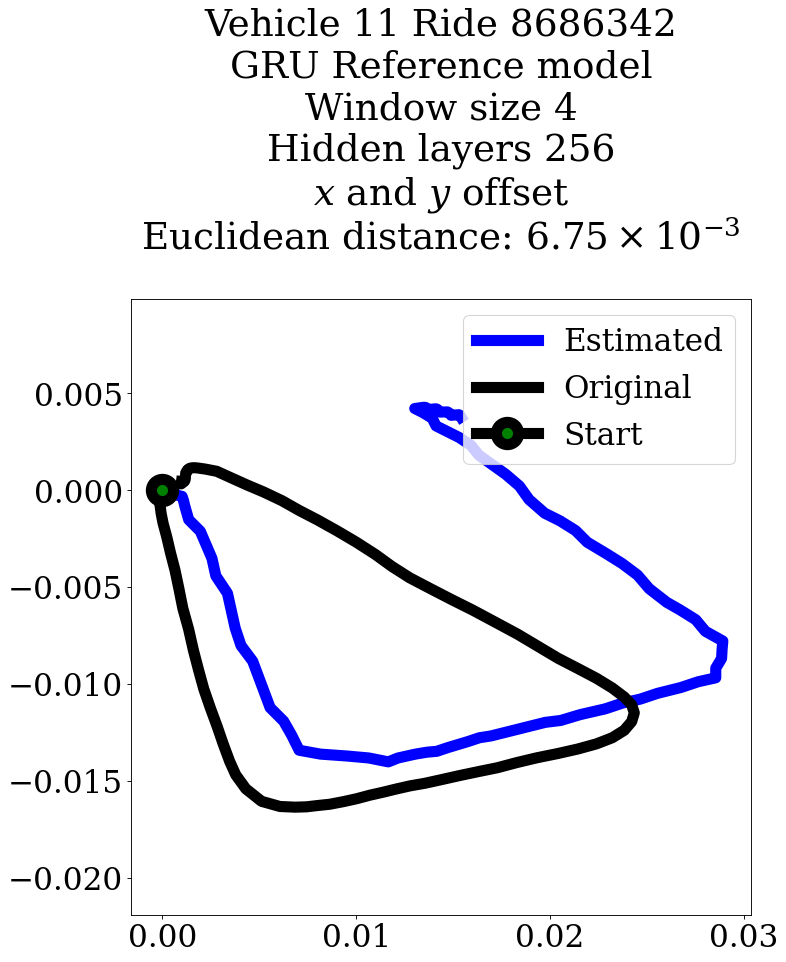 Vehicle 11 Ride 8686342
GRU Reference model
Window size 4
Hidden layers 256
x and y offset
Euclidean distance: 6.75 × 10⁻³
Estimated
Original
Start
0.005
0.000
−0.005
−0.010
−0.015
−0.020
0.00 0.01 0.02 0.03